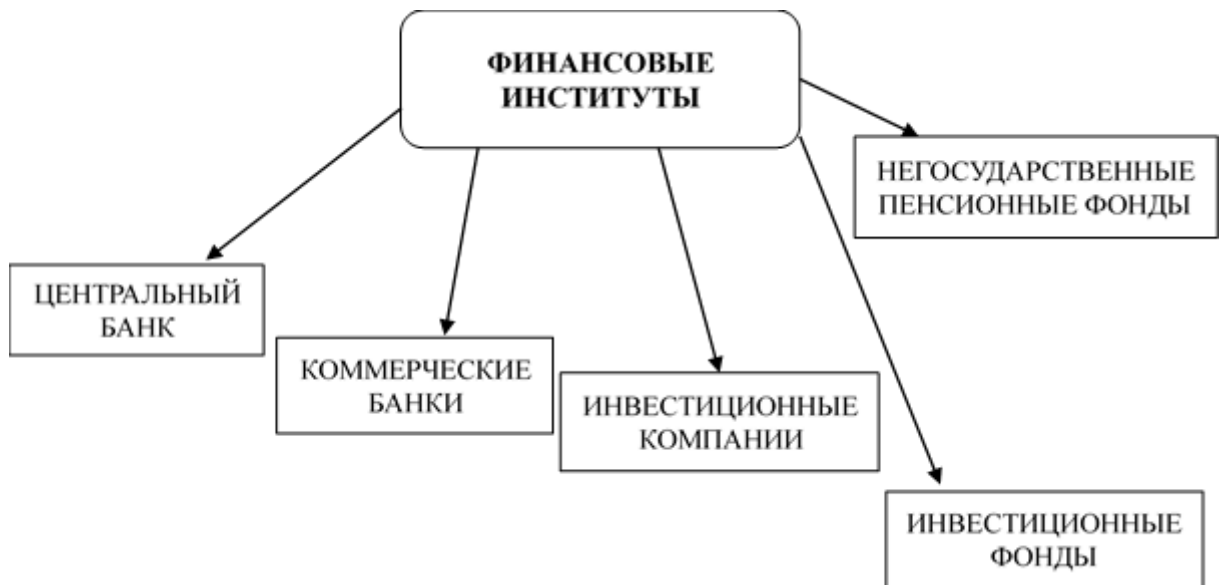 ФИНАНСОВЫЕ
ИНСТИТУТЫ
НЕГОСУДАРСТВЕННЫЕ
ПЕНСИОННЫЕ ФОНДЫ
ЦЕНТРАЛЬНЫЙ
БАНК
КОММЕРЧЕСКИЕ
БАНКИ
ИНВЕСТИЦИОННЫЕ
КОМПАНИИ
ИНВЕСТИЦИОННЫЕ
ФОНДЫ